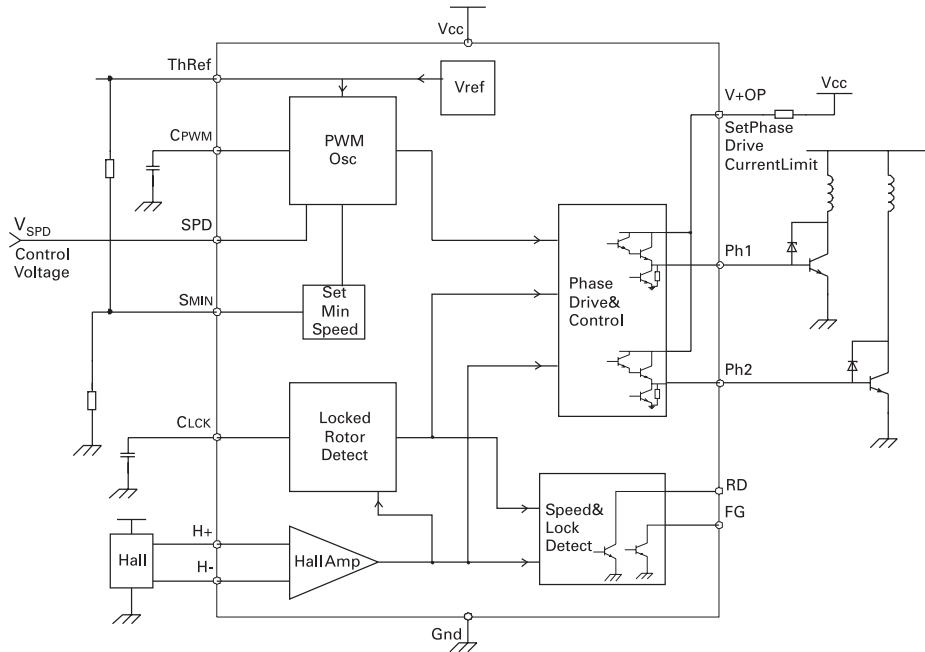 Vcc
ThRef
Vref
V+OP
Vcc
SetPhase
Drive
CurrentLimit
CPWM
PWM
Osc
VSPD
Control
Voltage
SPD
Ph1
Phase
Drive&
Control
SMIN
Set
Min
Speed
Ph2
CLCK
Locked
Rotor
Detect
RD
FG
Speed&
Lock
Detect
H+
Hall
HallAmp
H-
Gnd